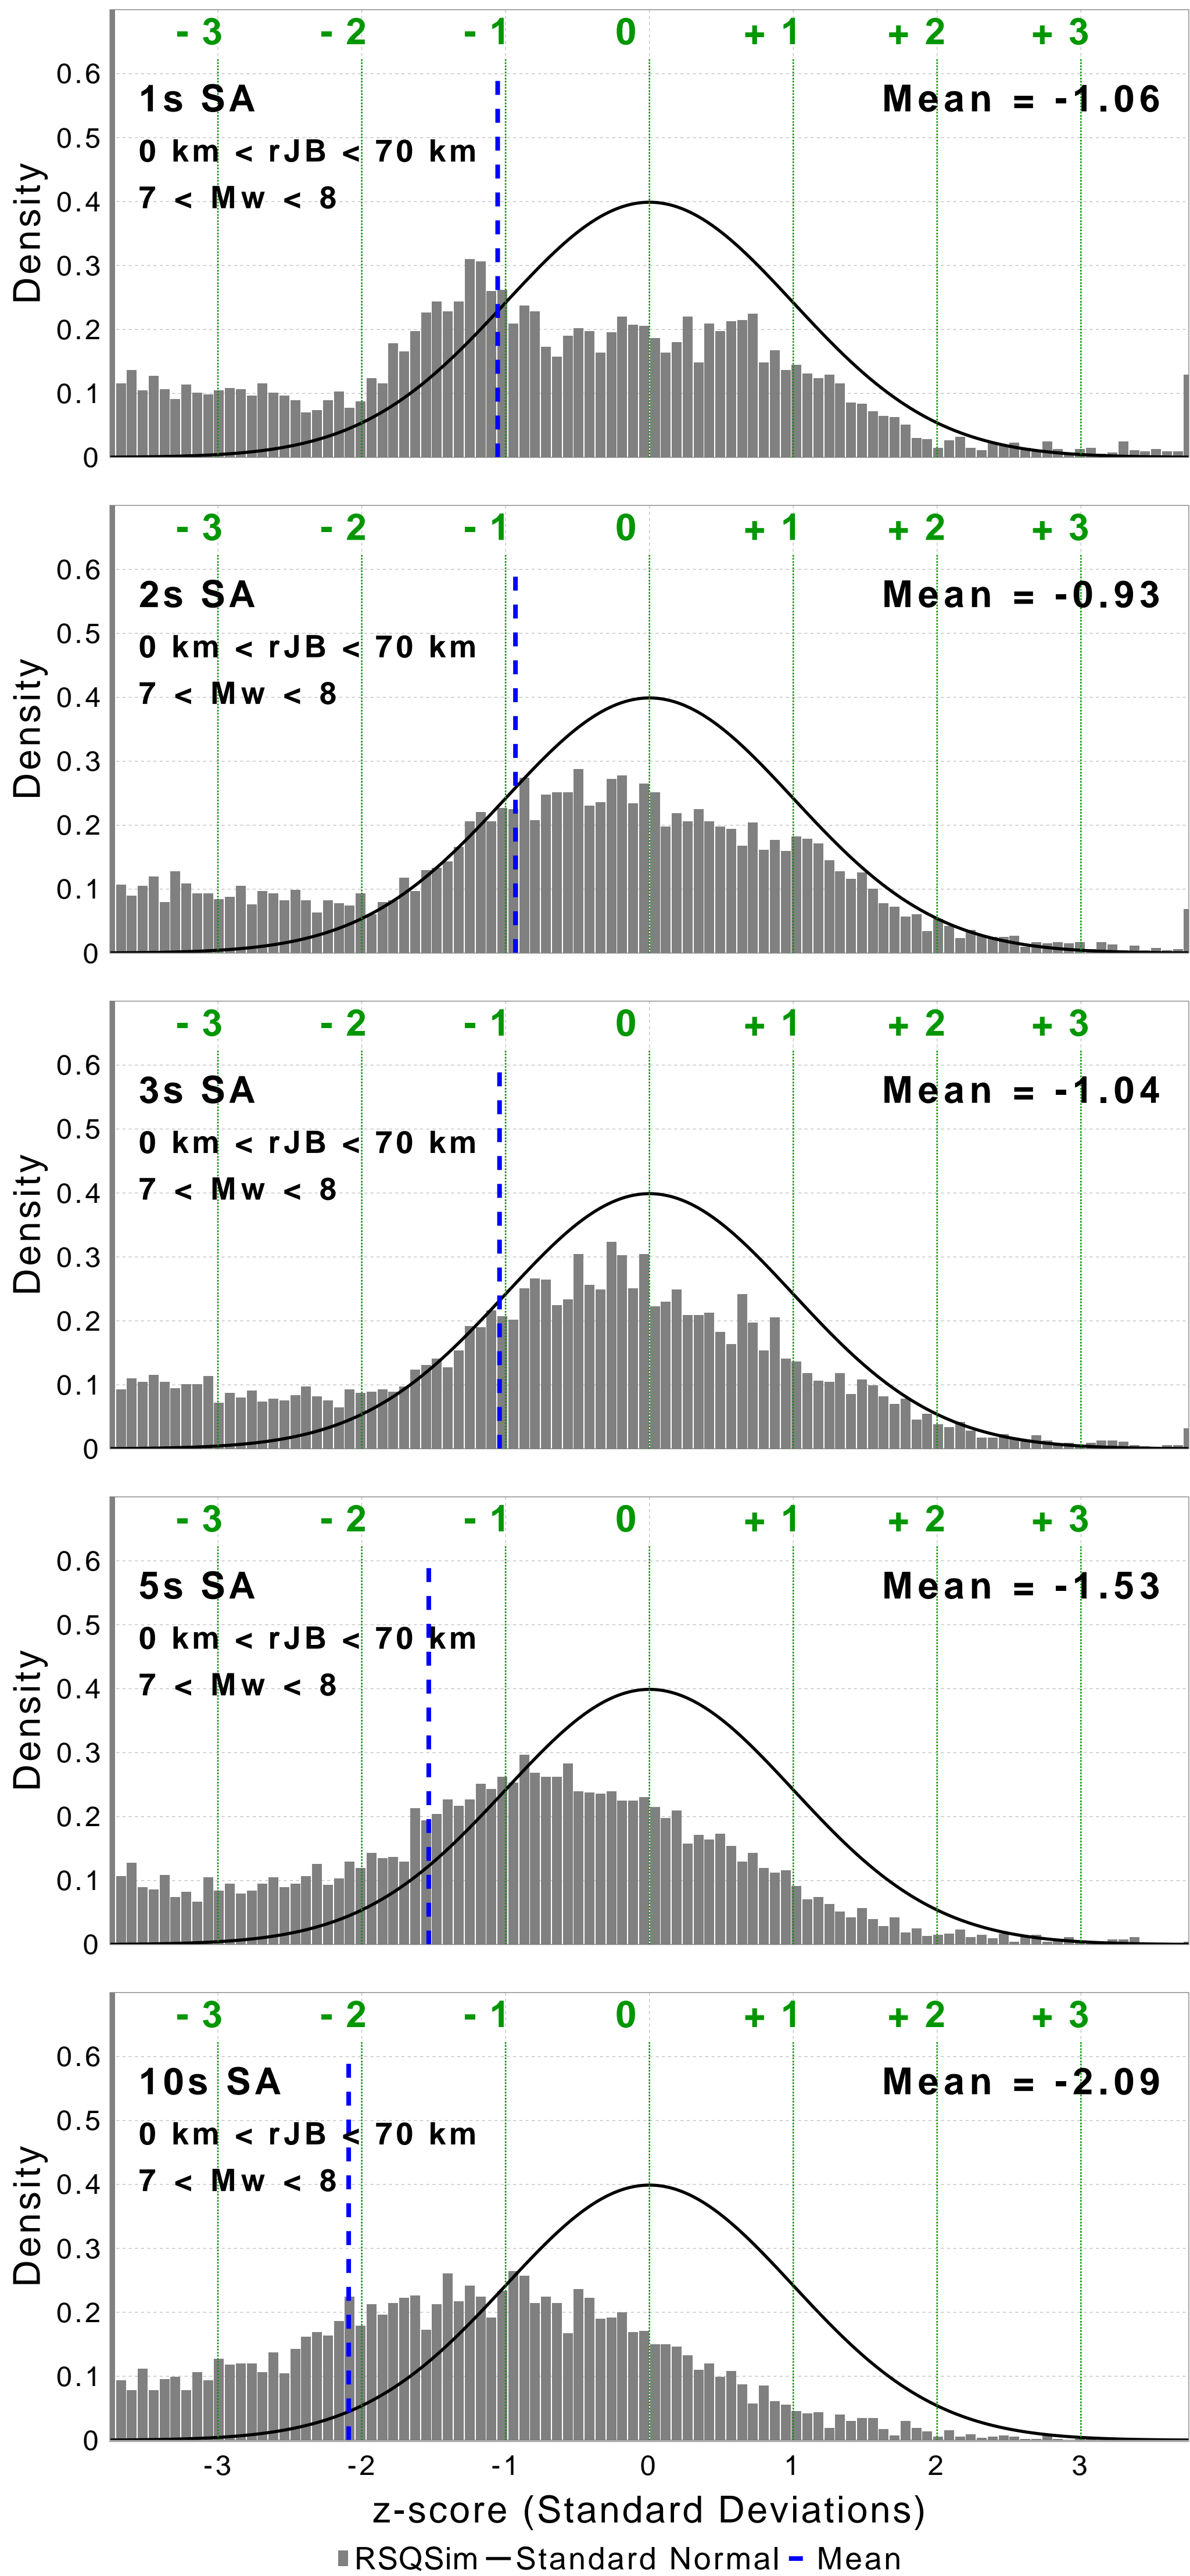 - 3 - 2 - 1 0 + 1 + 2 + 3
0.6
1s SA Mean = -1.06
0.5
0 km < rJB < 70 km
7 < Mw < 8
0.4
Density
0.3
0.2
0.1
0
- 3 - 2 - 1 0 + 1 + 2 + 3
0.6
2s SA Mean = -0.93
0.5
0 km < rJB < 70 km
7 < Mw < 8
0.4
Density
0.3
0.2
0.1
0
- 3 - 2 - 1 0 + 1 + 2 + 3
0.6
3s SA Mean = -1.04
0.5
0 km < rJB < 70 km
7 < Mw < 8
0.4
Density
0.3
0.2
0.1
0
- 3 - 2 - 1 0 + 1 + 2 + 3
0.6
5s SA Mean = -1.53
0.5
0 km < rJB < 70 km
7 < Mw < 8
0.4
Density
0.3
0.2
0.1
0
- 3 - 2 - 1 0 + 1 + 2 + 3
0.6
10s SA Mean = -2.09
0.5
0 km < rJB < 70 km
7 < Mw < 8
0.4
Density
0.3
0.2
0.1
0
-3 -2 -1 0 1 2 3
z-score (Standard Deviations)
RSQSim Standard Normal Mean